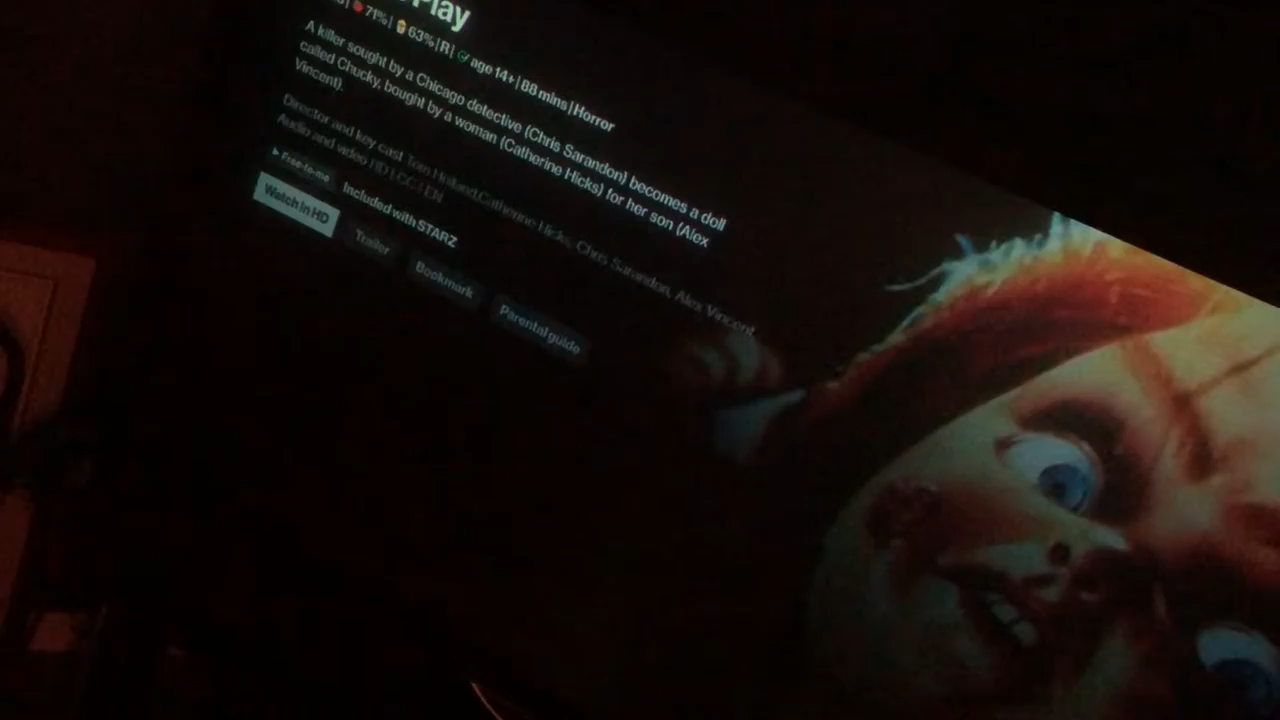 Play
71% | 63% | R | age 14+ | 88 mins | Horror
A killer sought by a Chicago detective (Chris Sarandon) becomes a doll
called Chucky, bought by a woman (Catherine Hicks) for her son (Alex
Vincent).
Director and key cast Tom Holland, Catherine Hicks, Chris Sarandon, Alex Vincent
Audio and video HD | CC | EN
Free-to-me Included with STARZ
Watch in HD
Trailer
Bookmark
Parental guide